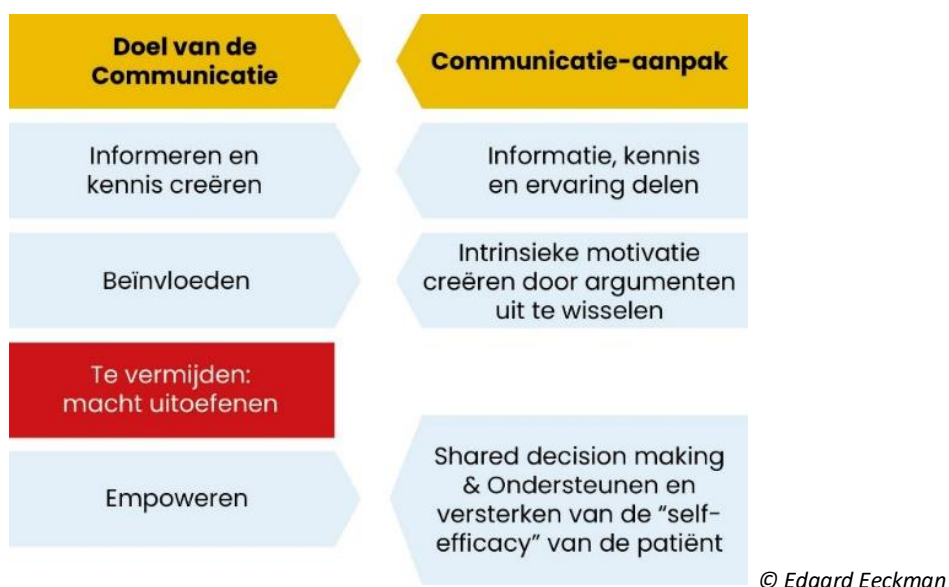 Doel van de
Communicatie
Communicatie-aanpak
Informeren en
kennis creëren
Informatie, kennis
en ervaring delen
Beïnvloeden
Intrinsieke motivatie
creëren door argumenten
uit te wisselen
Te vermijden:
macht uitoefenen
Empoweren
Shared decision making
& Ondersteunen en
versterken van de “self-
efficacy” van de patiënt
© Edgard Eeckman